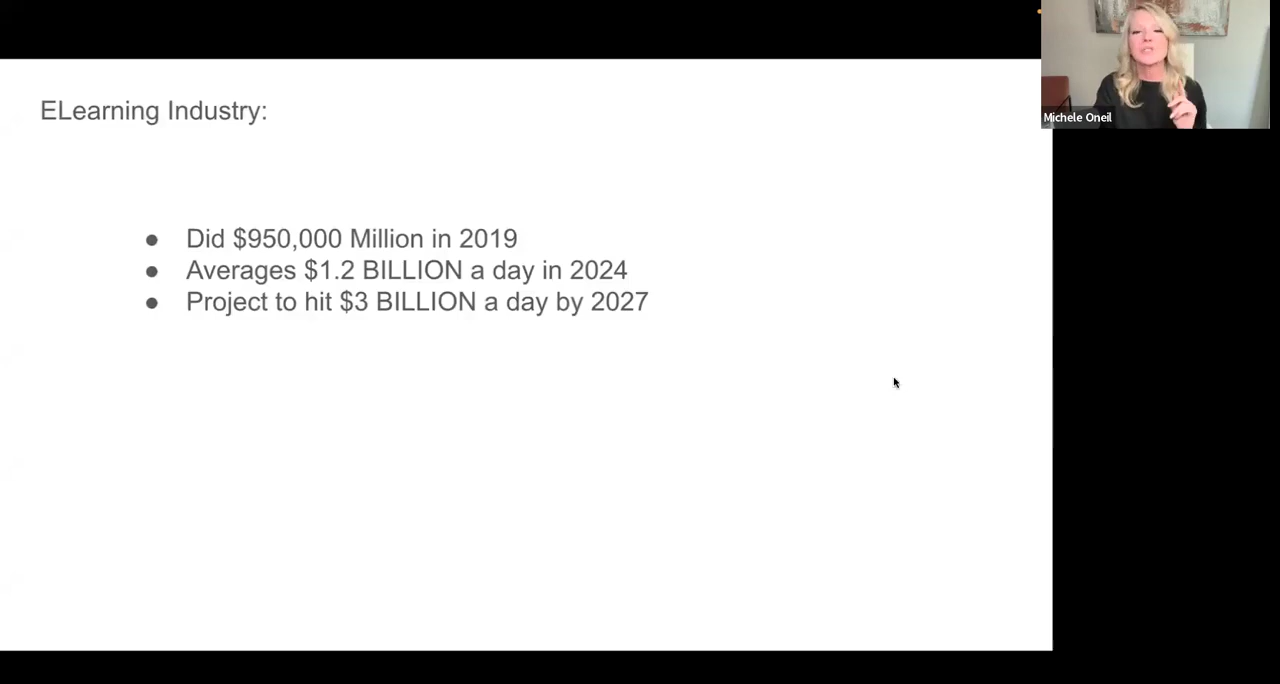 ELearning Industry:
● Did $950,000 Million in 2019
● Averages $1.2 BILLION a day in 2024
● Project to hit $3 BILLION a day by 2027
Michele Oneil